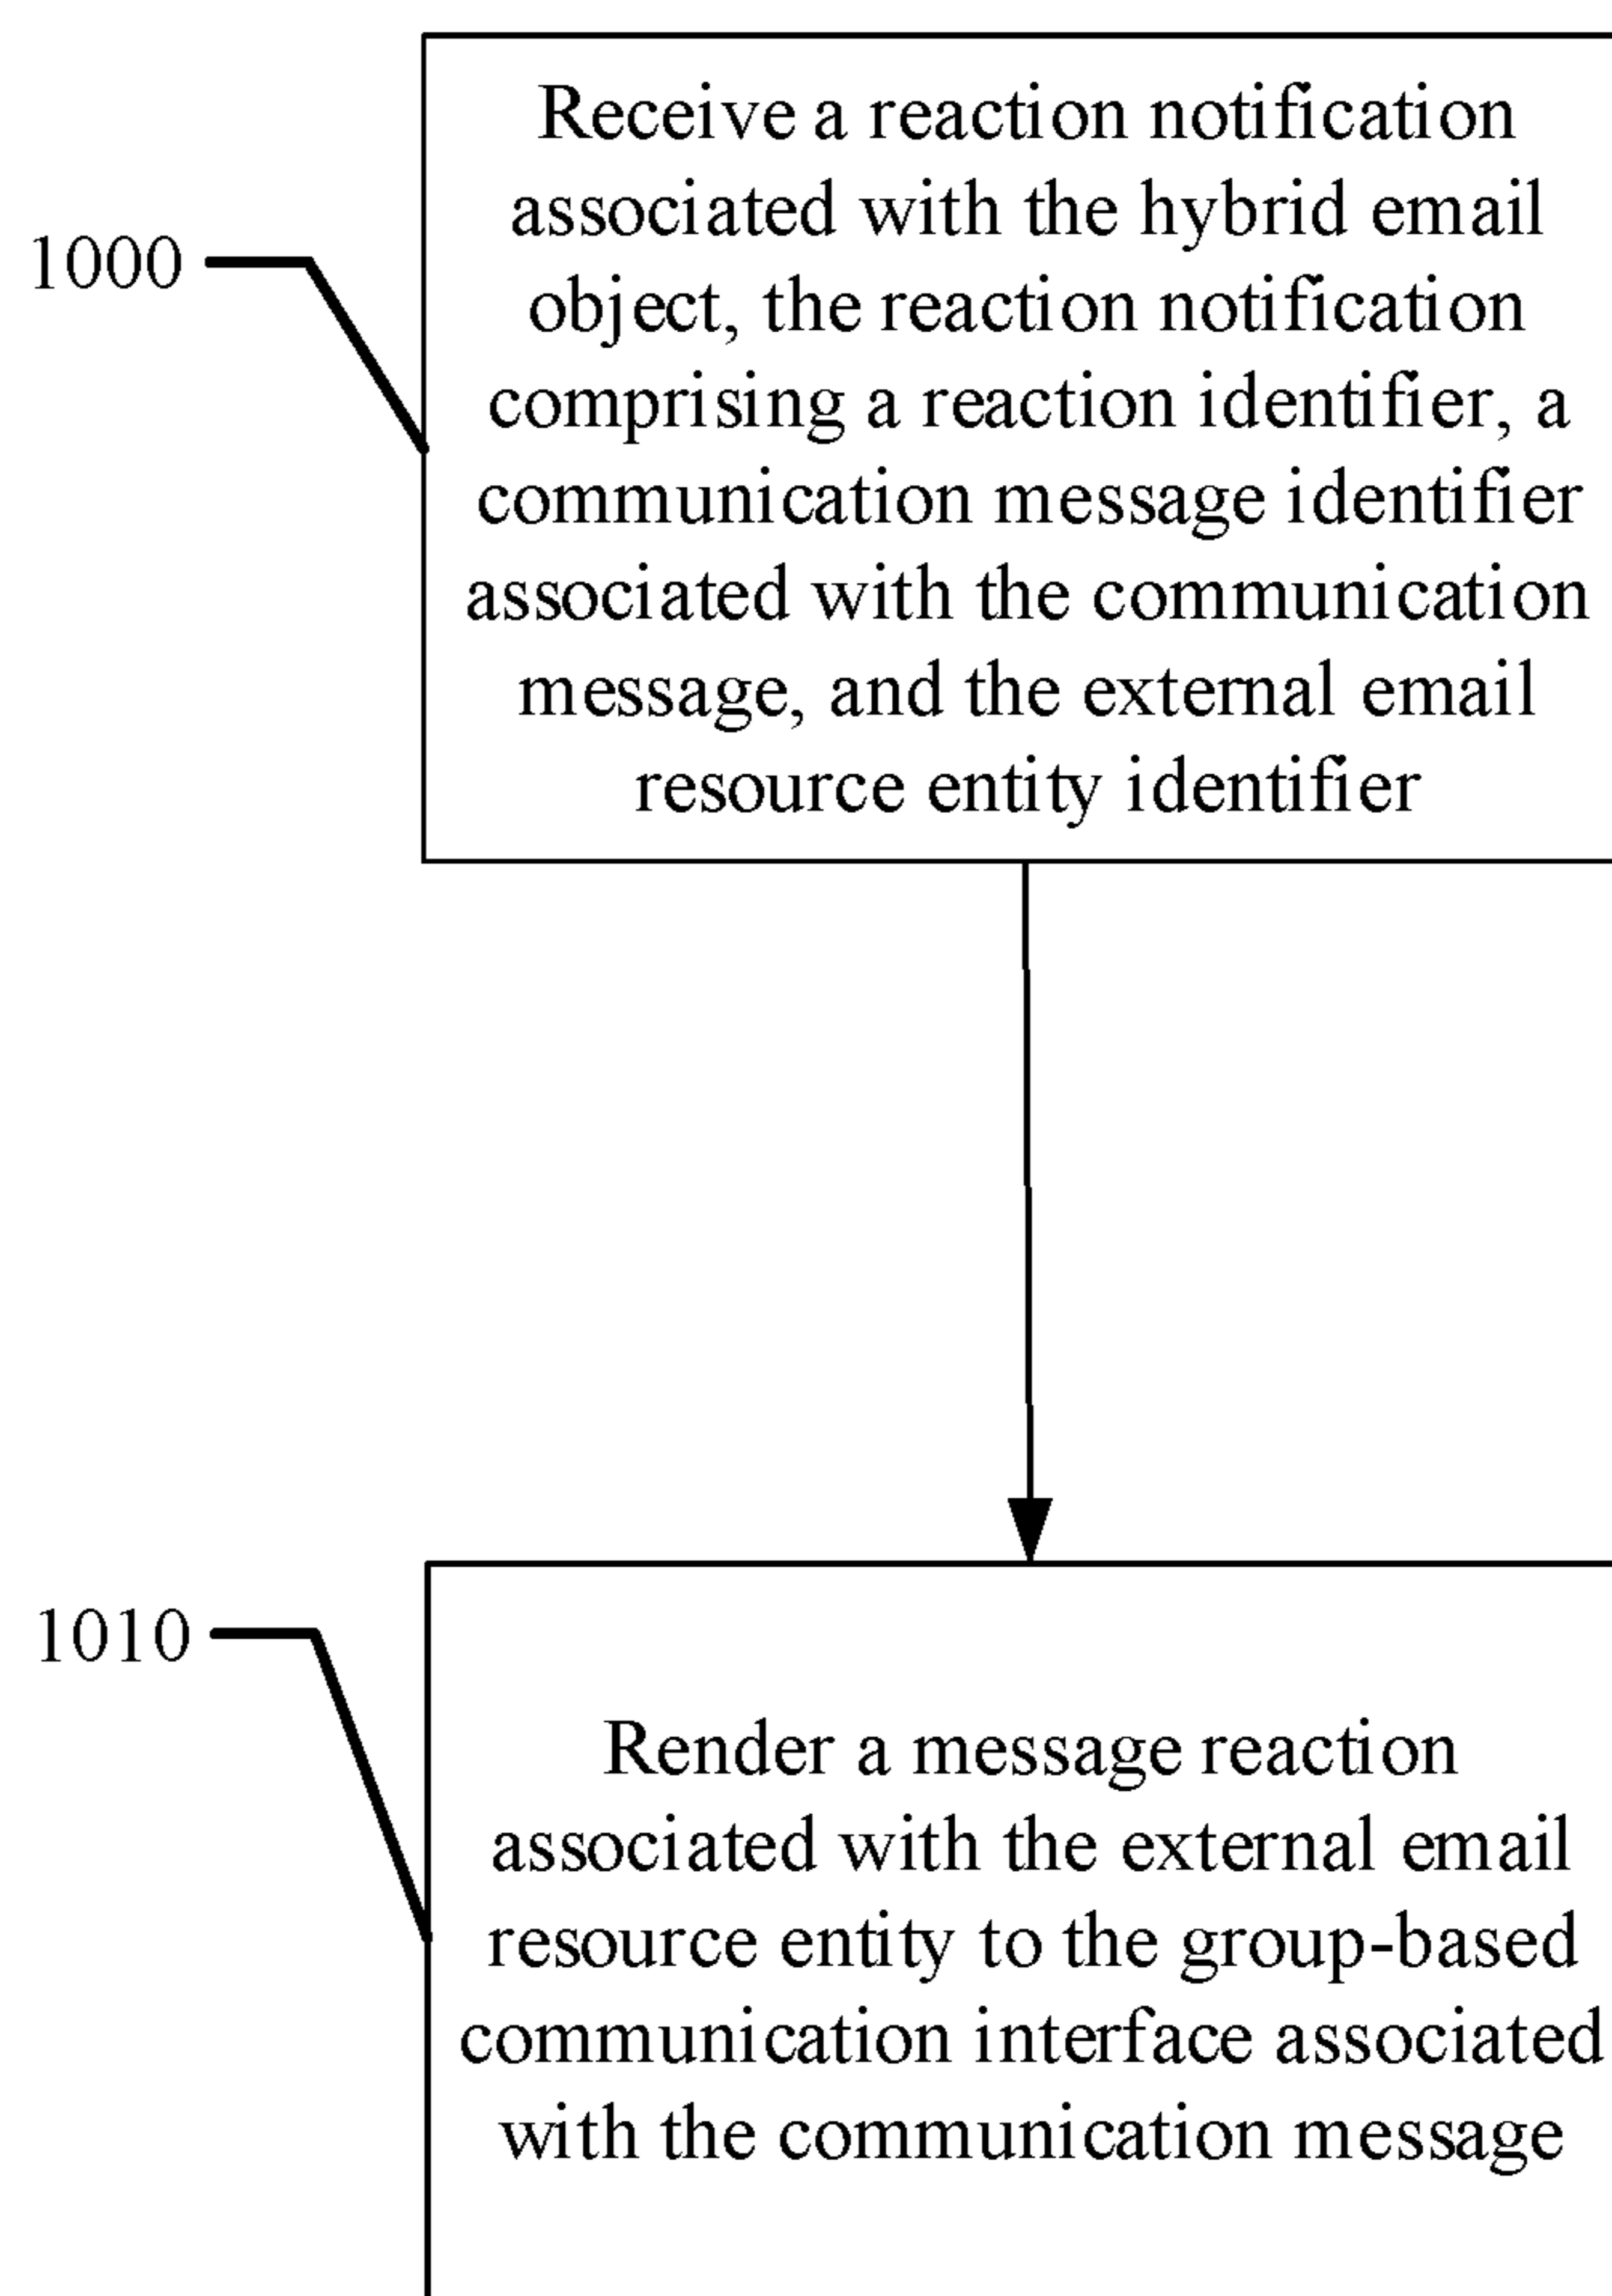 Receive a reaction notification
associated with the hybrid email
1000
object, the reaction notification
comprising a reaction identifier, a
communication message identifier
associated with the communication
message, and the external email
resource entity identifier
1010
Render a message reaction
associated with the external email
resource entity to the group-based
communication interface associated
with the communication message